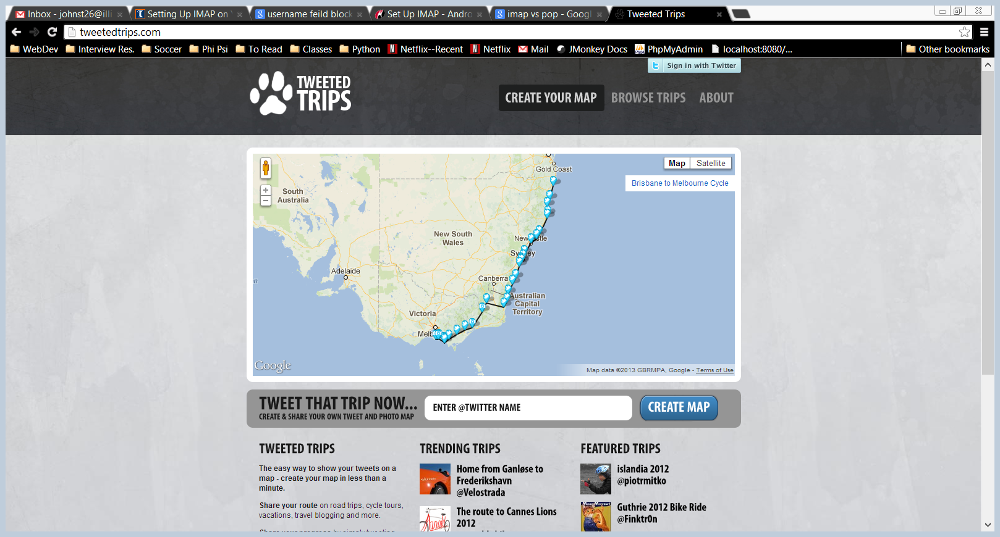 Inbox - johnst26@illi
Setting Up IMAP on
username feild block
Set Up IMAP - Andro
imap vs pop - Googl
Tweeted Trips
tweetedtrips.com
WebDev
Interview Res.
Soccer
Phi Psi
To Read
Classes
Python
Netflix--Recent
Netflix
Mail
JMonkey Docs
PhpMyAdmin
localhost:8080/...
Other bookmarks
Sign in with Twitter
TWEETED
TRIPS
CREATE YOUR MAP
BROWSE TRIPS
ABOUT
Map
Satellite
Brisbane to Melbourne Cycle
Gold Coast
South
Australia
New South
Wales
Newcastle
Sydney
Adelaide
Canberra
Australian
Capital
Territory
Victoria
Melb
Google
Map data ©2013 GBRMPA, Google - Terms of Use
TWEET THAT TRIP NOW...
CREATE & SHARE YOUR OWN TWEET AND PHOTO MAP
ENTER @TWITTER NAME
CREATE MAP
TWEETED TRIPS
The easy way to show your tweets on a
map - create your map in less than a
minute.
Share your route on road trips, cycle tours,
vacations, travel blogging and more.
Share your progress by simply tweeting
TRENDING TRIPS
Home from Ganløse to
Frederikshavn
@Velostrada
The route to Cannes Lions
2012
FEATURED TRIPS
islandia 2012
@piotrmitko
Guthrie 2012 Bike Ride
@Finktr0n